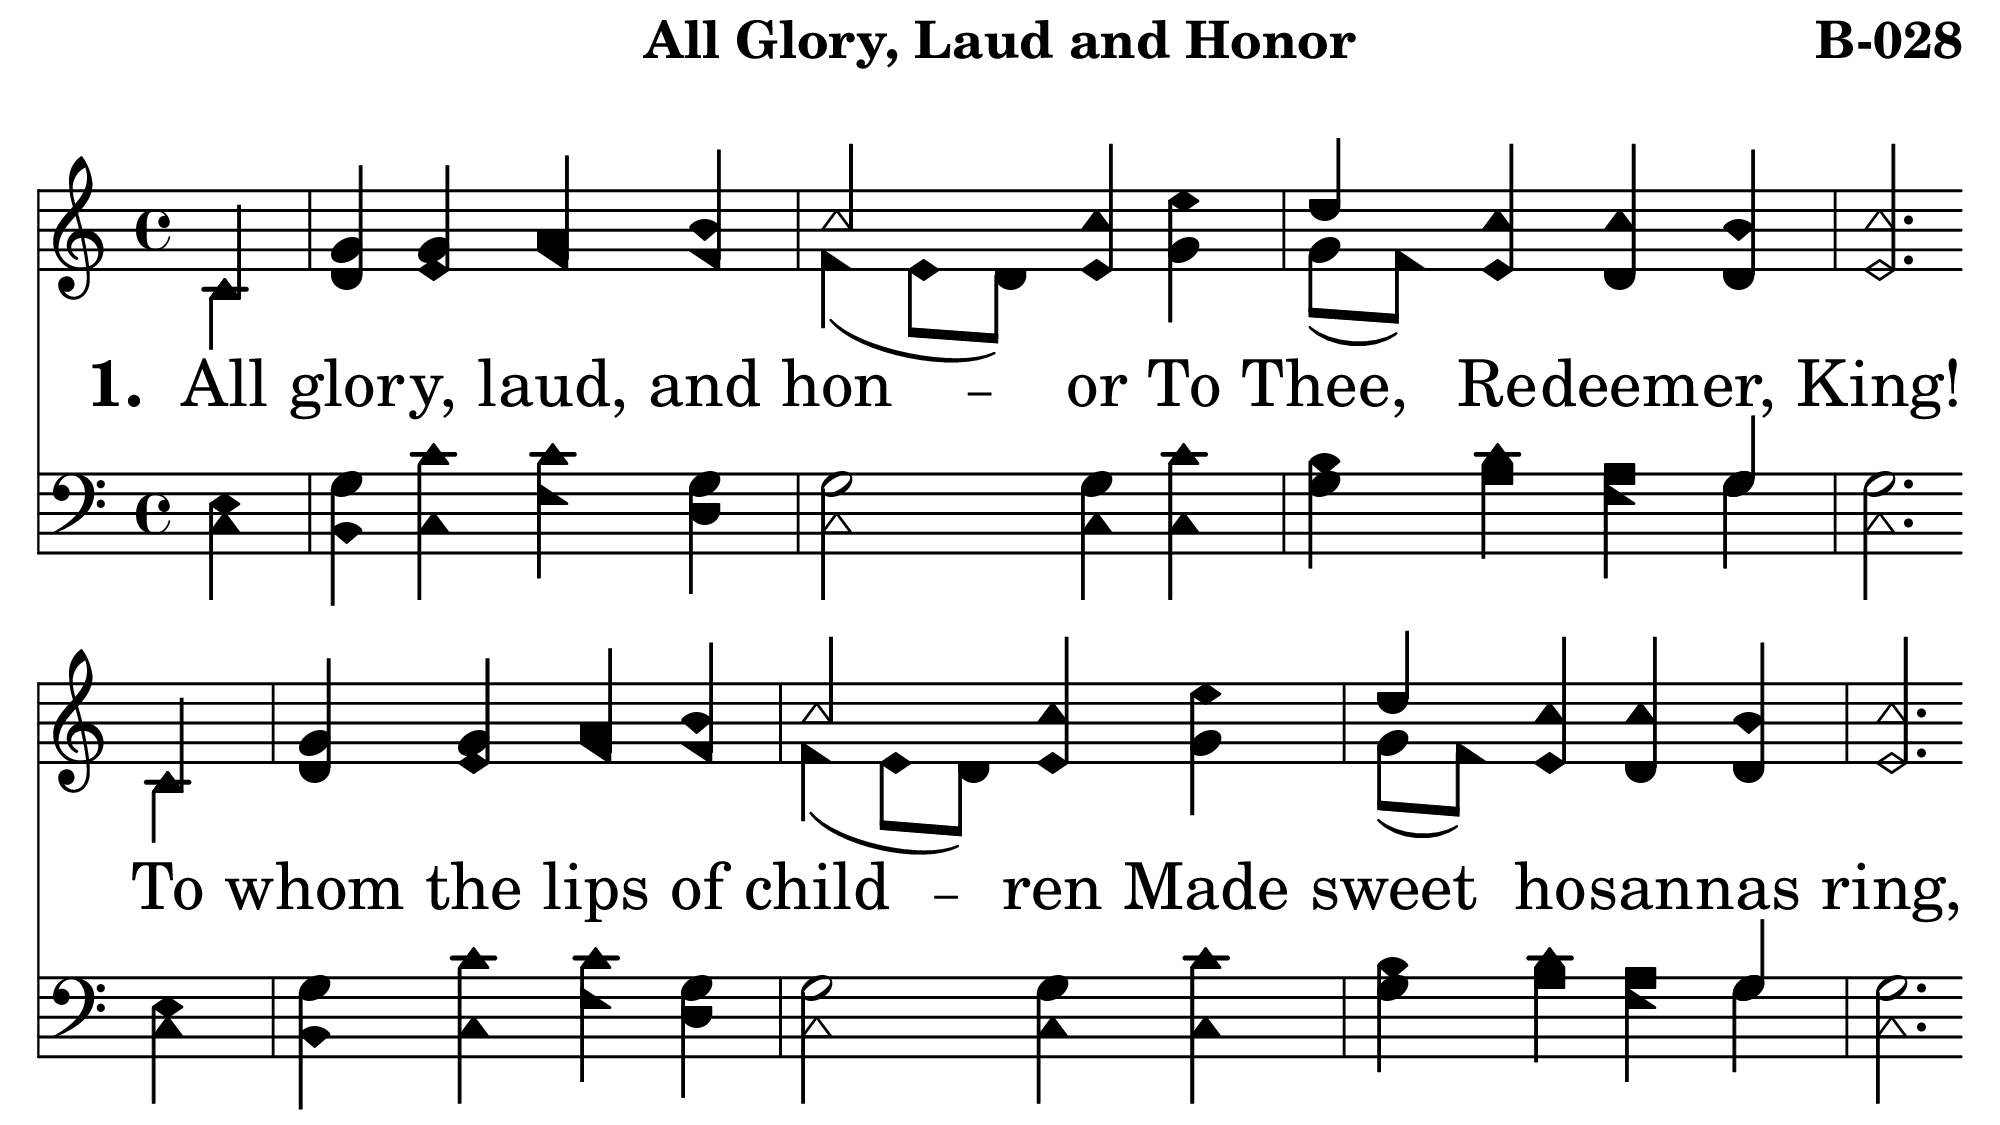 All Glory, Laud and Honor B-028
1. All glory, laud, and hon – or To Thee, Redeemer, King!
To whom the lips of child – ren Made sweet hosannas ring,